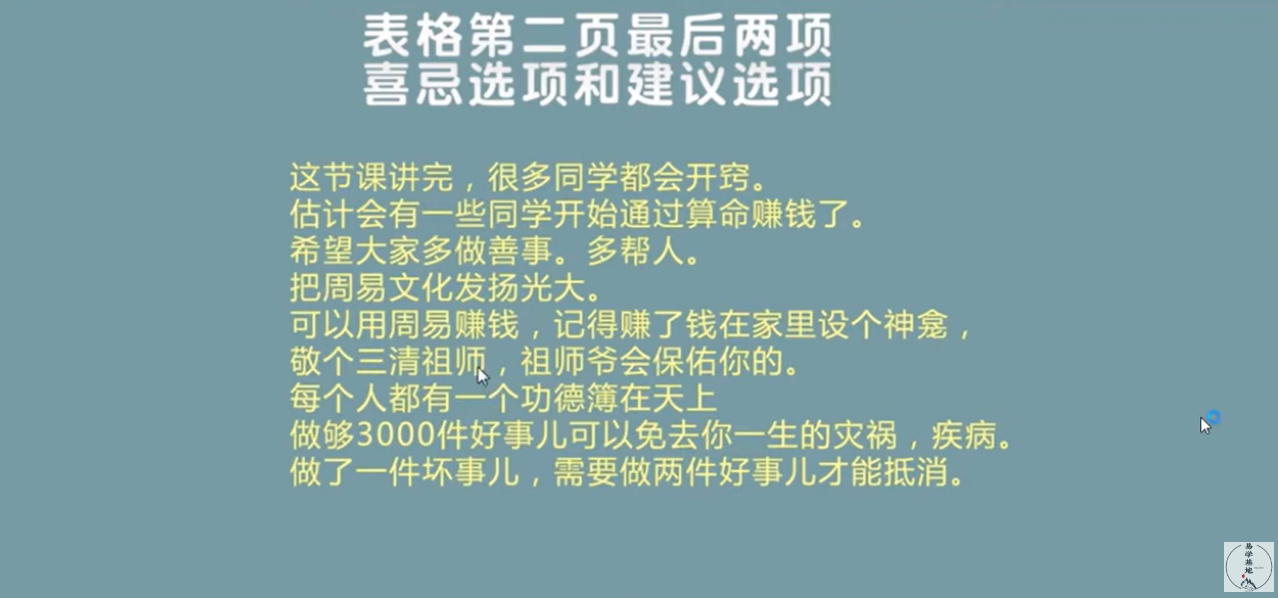 表格第二页最后两项
喜忌选项和建议选项
这节课讲完，很多同学都会开窍。
估计会有一些同学开始通过算命赚钱了。
希望大家多做善事。多帮人。
把周易文化发扬光大。
可以用周易赚钱，记得赚了钱在家里设个神龛，
敬个三清祖师，祖师爷会保佑你的。
每个人都有一个功德簿在天上
做够3000件好事儿可以免去你一生的灾祸，疾病。
做了一件坏事儿，需要做两件好事儿才能抵消。
易学基地